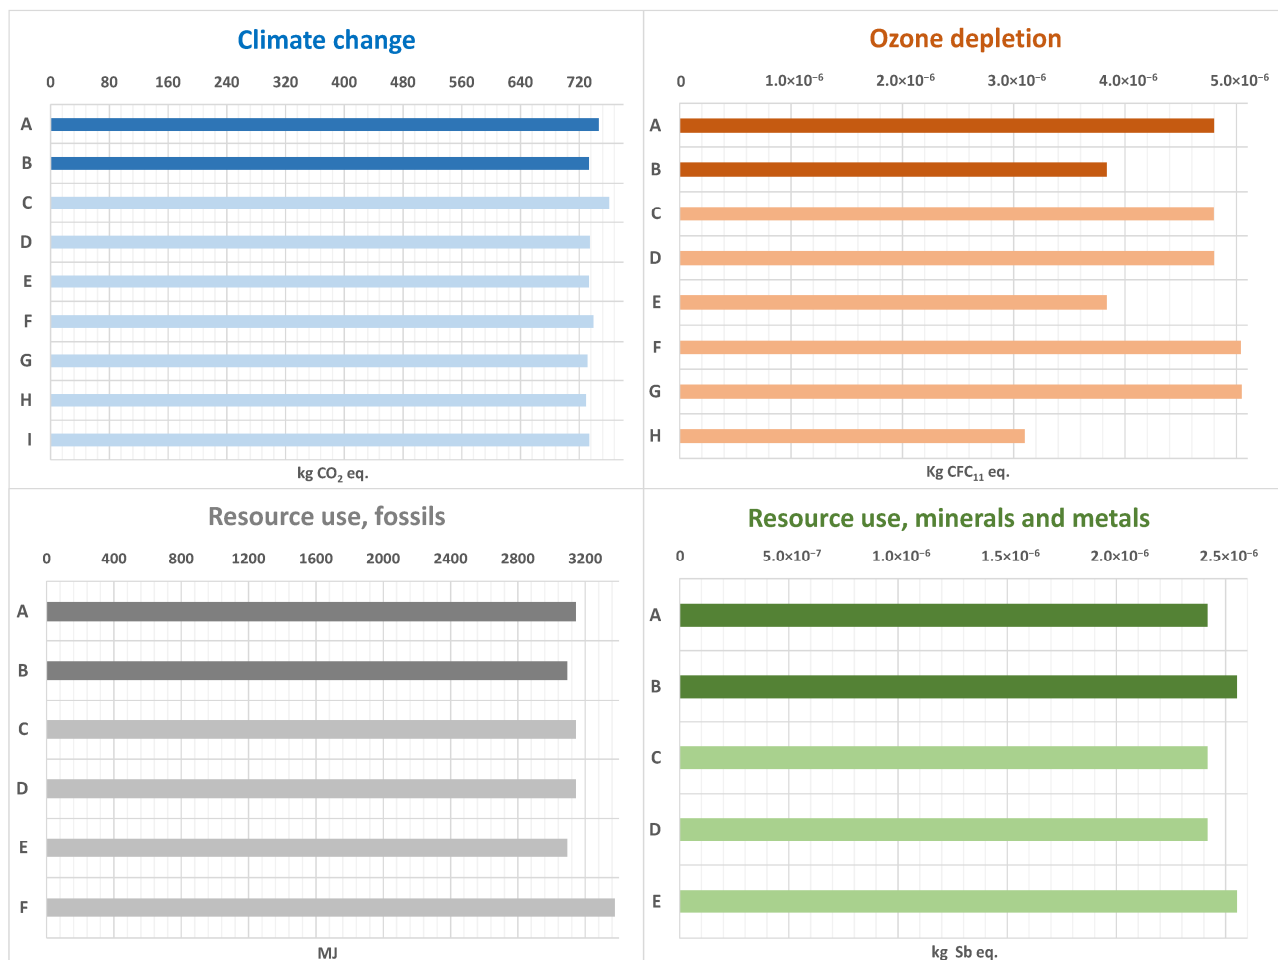 Climate change
0 80 160 240 320 400 480 560 640 720
A
B
C
D
E
F
G
H
I
kg CO₂ eq.
Ozone depletion
0 1.0×10⁻⁶ 2.0×10⁻⁶ 3.0×10⁻⁶ 4.0×10⁻⁶ 5.0×10⁻⁶
A
B
C
D
E
F
G
H
Kg CFC₁₁ eq.
Resource use, fossils
0 400 800 1200 1600 2000 2400 2800 3200
A
B
C
D
E
F
MJ
Resource use, minerals and metals
0 5.0×10⁻⁷ 1.0×10⁻⁶ 1.5×10⁻⁶ 2.0×10⁻⁶ 2.5×10⁻⁶
A
B
C
D
E
kg Sb eq.